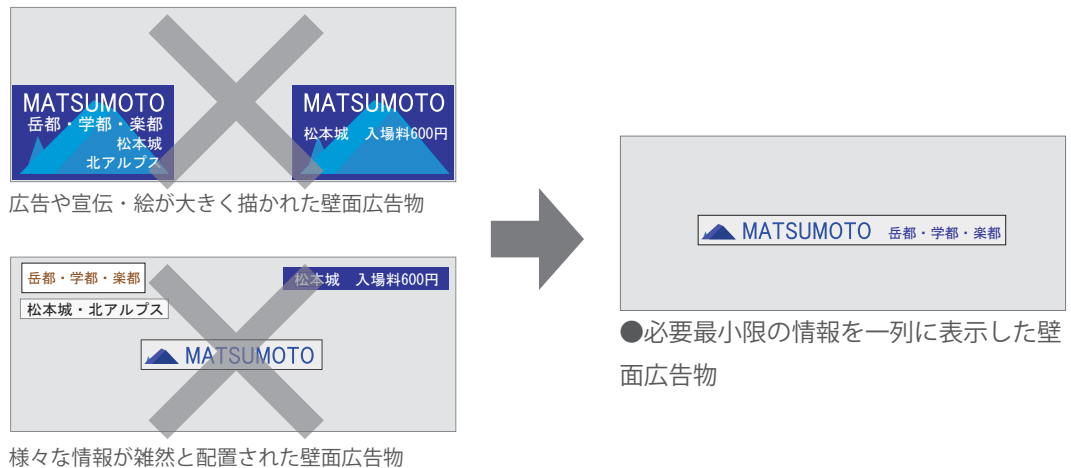 MATSUMOTO
岳都・学都・楽都
松本城
北アルプス
MATSUMOTO
松本城 入場料600円
広告や宣伝・絵が大きく描かれた壁面広告物
岳都・学都・楽都
松本城 入場料600円
松本城・北アルプス
MATSUMOTO
様々な情報が雑然と配置された壁面広告物
MATSUMOTO 岳都・学都・楽都
●必要最小限の情報を一列に表示した壁
面広告物